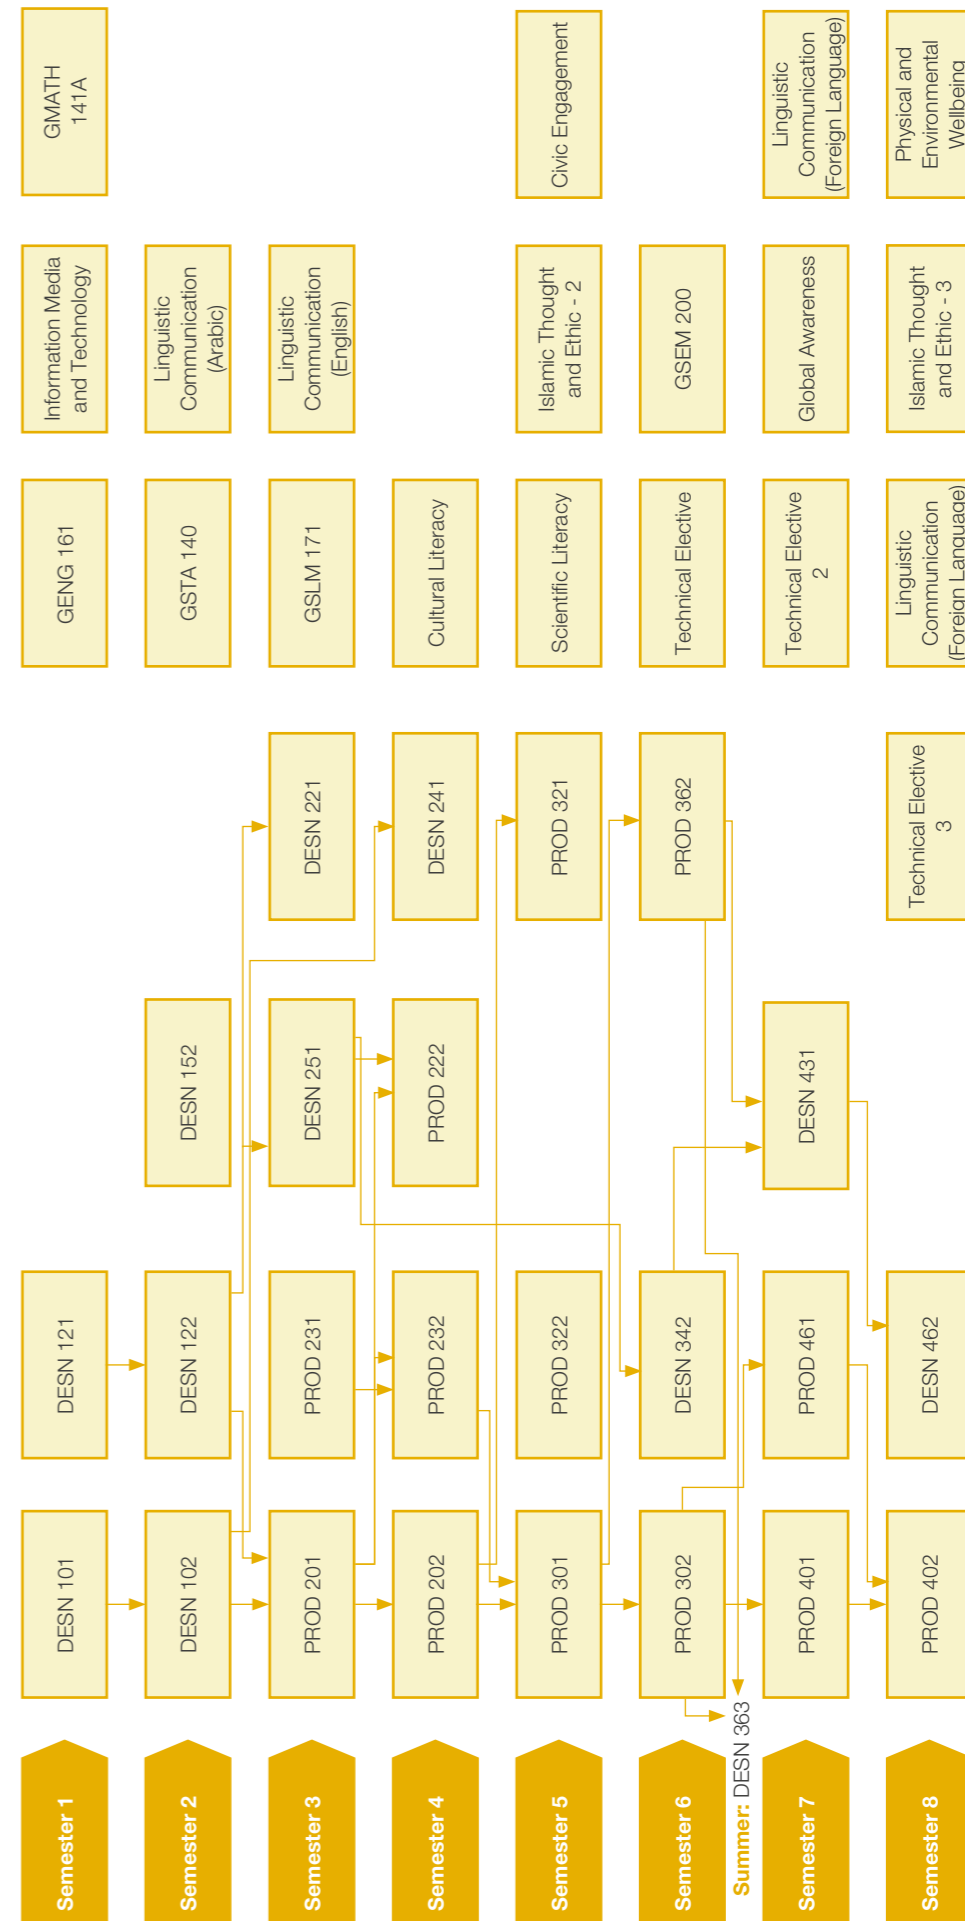 Semester 1
DESN 101
DESN 121
GENG 161
Information Media
and Technology
GMATH
141A
Semester 2
DESN 102
DESN 122
DESN 152
GSTA 140
Linguistic
Communication
(Arabic)
Semester 3
PROD 201
PROD 231
DESN 251
DESN 221
GSLM 171
Linguistic
Communication
(English)
Semester 4
PROD 202
PROD 232
PROD 222
DESN 241
Cultural Literacy
Semester 5
PROD 301
PROD 322
PROD 321
Scientific Literacy
Islamic Thought
and Ethic - 2
Civic Engagement
Semester 6
PROD 302
DESN 342
PROD 362
Technical Elective
GSEM 200
Summer: DESN 363
Semester 7
PROD 401
PROD 461
DESN 431
Technical Elective
2
Global Awareness
Linguistic
Communication
(Foreign Language)
Semester 8
PROD 402
DESN 462
Technical Elective
3
Linguistic
Communication
(Foreign Language)
Islamic Thought
and Ethic - 3
Physical and
Environmental
Wellbeing